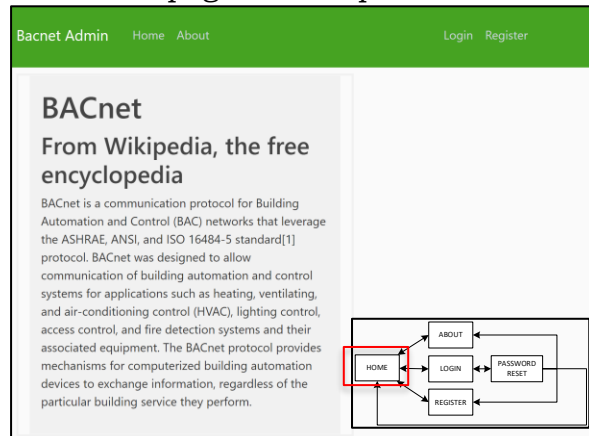 Bacnet Admin Home About Login Register
BACnet
From Wikipedia, the free
encyclopedia
BACnet is a communication protocol for Building
Automation and Control (BAC) networks that leverage
the ASHRAE, ANSI, and ISO 16484-5 standard[1]
protocol. BACnet was designed to allow
communication of building automation and control
systems for applications such as heating, ventilating,
and air-conditioning control (HVAC), lighting control,
access control, and fire detection systems and their
associated equipment. The BACnet protocol provides
mechanisms for computerized building automation
devices to exchange information, regardless of the
particular building service they perform.
ABOUT
HOME
LOGIN
PASSWORD
RESET
REGISTER